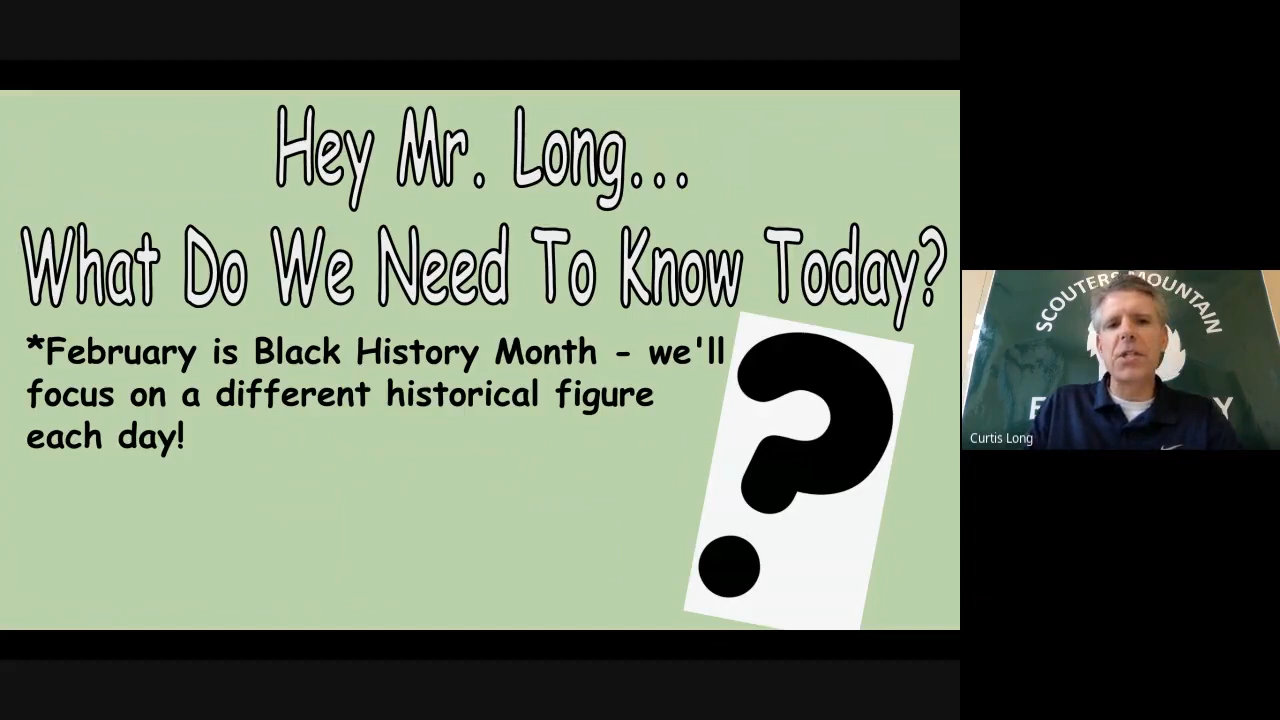 Hey Mr. Long...
What Do We Need To Know Today?
*February is Black History Month - we'll
focus on a different historical figure
each day!
?
SCOUTERS MOUNTAIN
Curtis Long